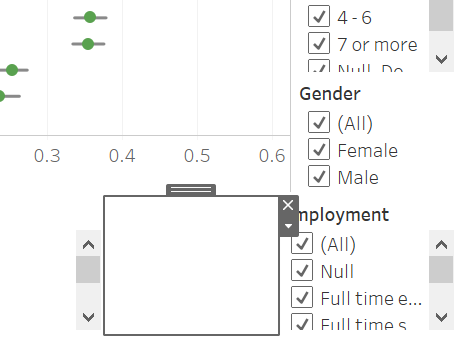 4 - 6
7 or more
Null, Do
Gender
(All)
Female
Male
0.3 0.4 0.5 0.6
mployment
(All)
Null
Full time e...
Full time s